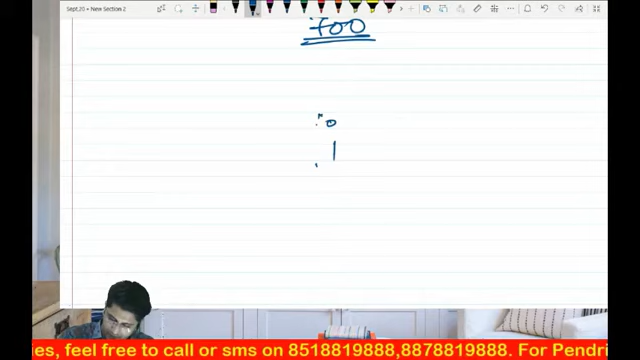 Sept.20 • New Section 2
700
0
1
ies, feel free to call or sms on 8518819888,8878819888. For Pendri